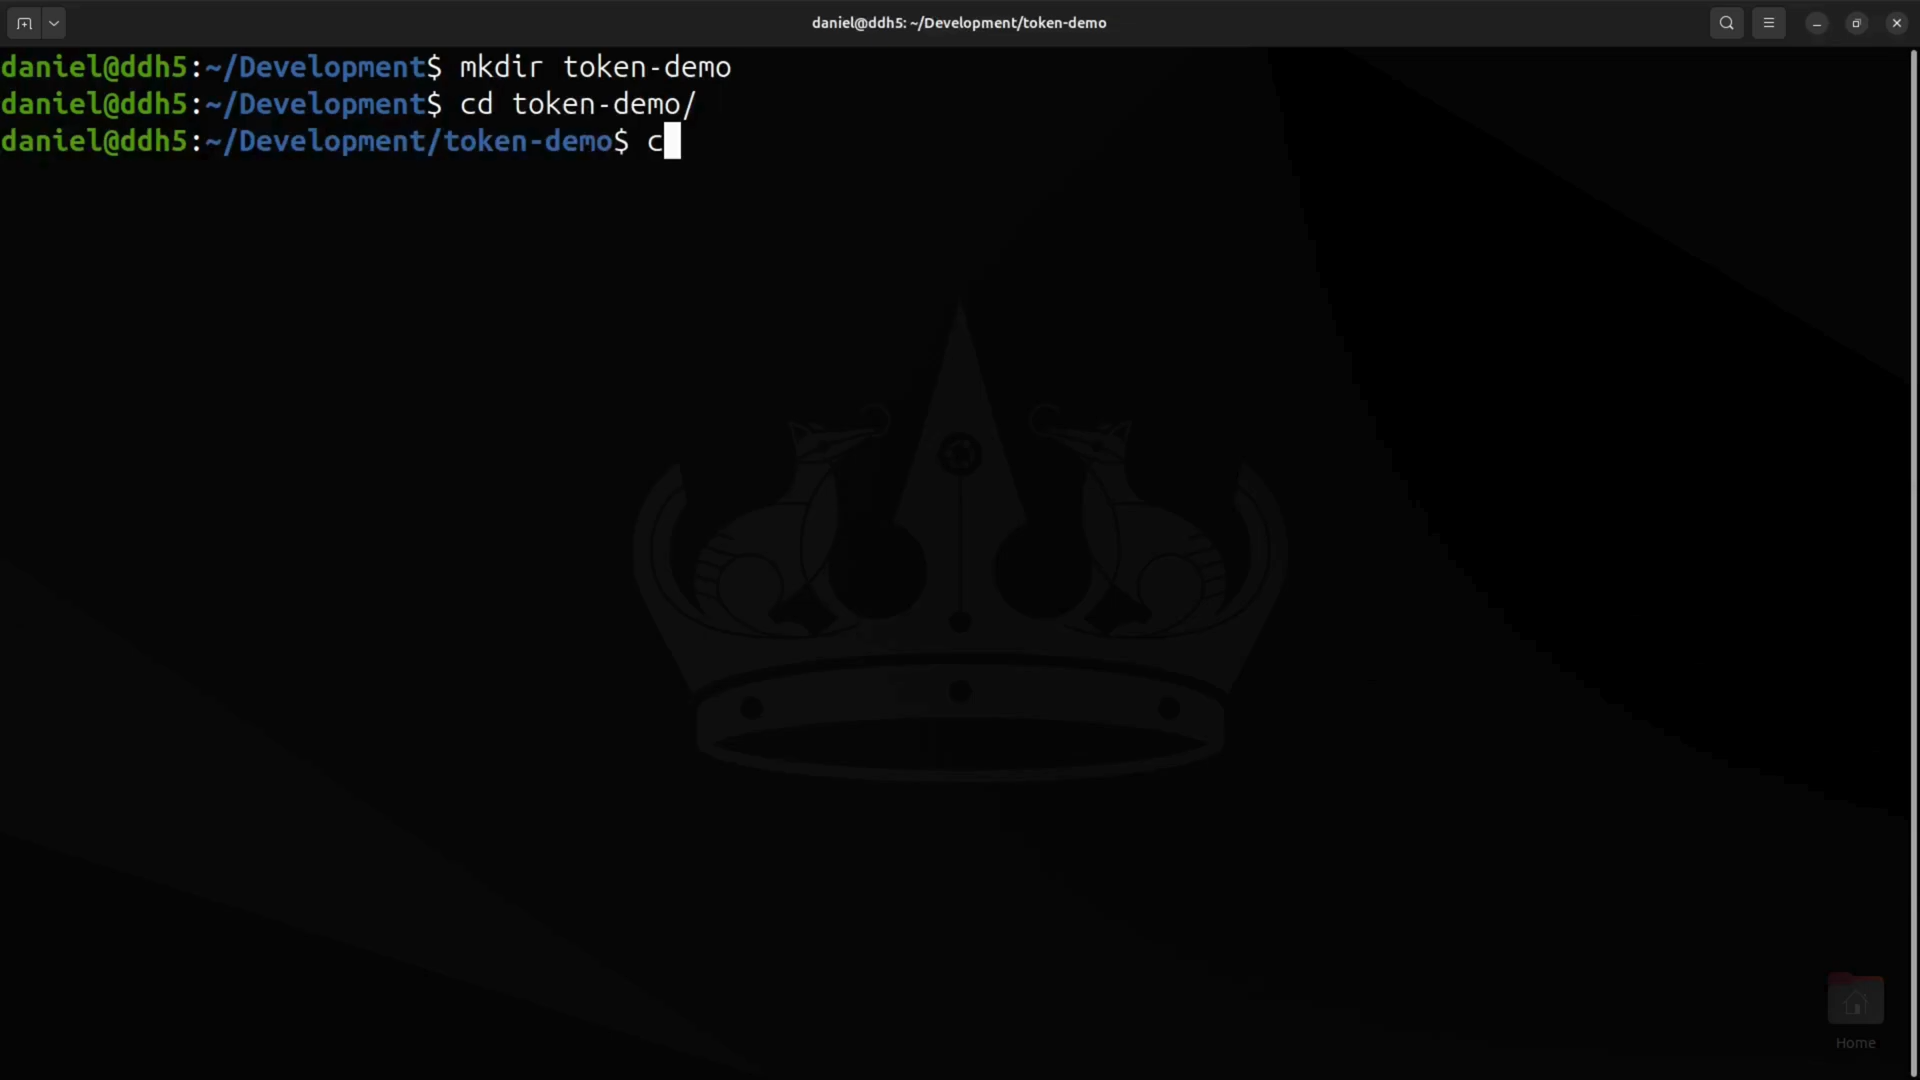 daniel@ddh5: ~/Development/token-demo
daniel@ddh5:~/Development$ mkdir token-demo
daniel@ddh5:~/Development$ cd token-demo/
daniel@ddh5:~/Development/token-demo$ c
Home